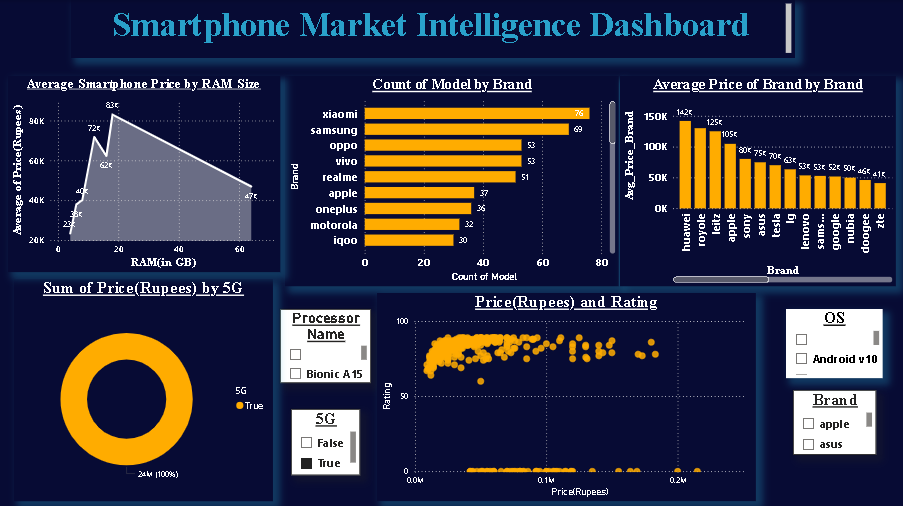 Smartphone Market Intelligence Dashboard
Average Smartphone Price by RAM Size
Average of Price(Rupees)
80K
60K
40K
20K
83K
72K
62K
47K
40K
38K
23K
0
20
40
60
RAM(in GB)
Count of Model by Brand
Brand
xiaomi 76
samsung 69
oppo 53
vivo 53
realme 51
apple 37
oneplus 36
motorola 32
iqoo 30
0 20 40 60 80
Count of Model
Average Price of Brand by Brand
Avg_Price_Brand
150K
100K
50K
0K
142K
125K
105K
80K
75K
70K
63K
53K
53K
52K
50K
46K
41K
huawei
royole
leitz
apple
sony
asus
tesla
lg
lenovo
sams...
google
nubia
doogee
zte
Brand
Sum of Price(Rupees) by 5G
5G
True
24M (100%)
Processor
Name
Bionic A15
5G
False
True
Price(Rupees) and Rating
Rating
100
50
0
0.0M 0.1M 0.2M
Price(Rupees)
OS
Android v10
Brand
apple
asus